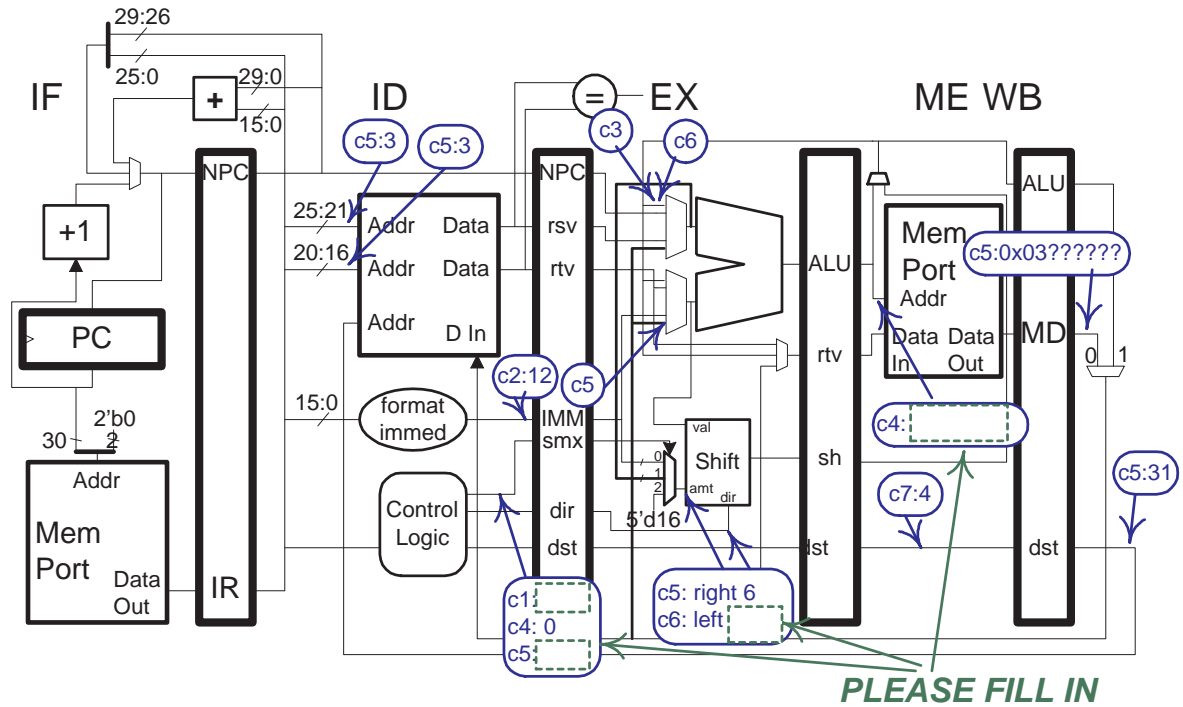 29:26
25:0
29:0
15:0
IF
+
ID
=
EX
ME WB
c5:3
c5:3
c3
c6
NPC
NPC
ALU
25:21
Addr
Data
rsv
20:16
Addr
Data
rtv
+1
Addr
D In
ALU
Mem
Port
c5:0x03??????
Addr
PC
Data
In
Data
Out
rtv
MD
0
1
c2:12
c5
15:0
format
immed
IMM
smx
c4:
30
2'b0
2
val
0
1
2
Shift
amt
dir
sh
Addr
Control
Logic
5'd16
c7:4
c5:31
Mem
Port
dir
dst
dst
dst
Data
Out
IR
c1:
c4: 0
c5:
c5: right 6
c6: left
PLEASE FILL IN